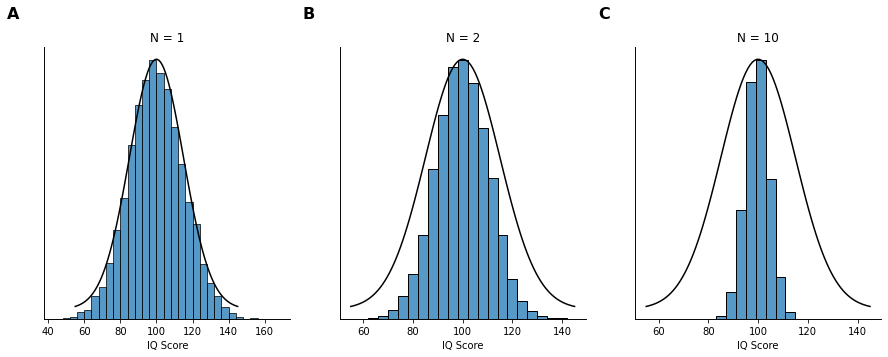 A
N = 1
40 60 80 100 120 140 160
IQ Score
B
N = 2
60 80 100 120 140
IQ Score
C
N = 10
60 80 100 120 140
IQ Score